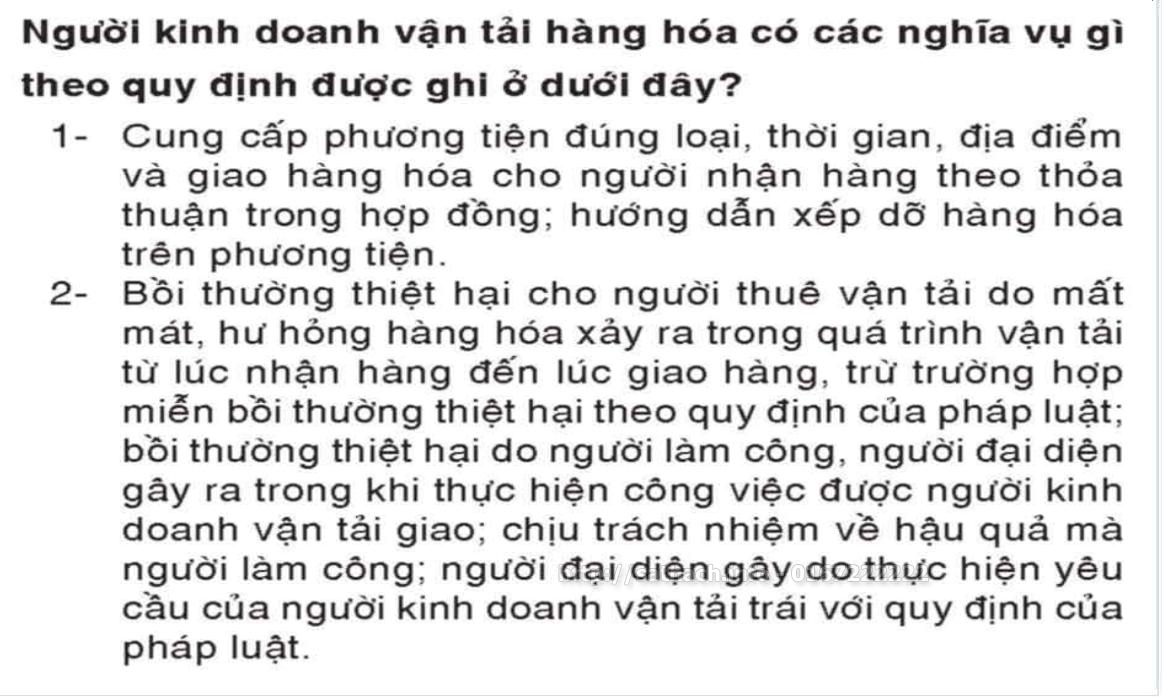 Người kinh doanh vận tải hàng hóa có các nghĩa vụ gì
theo quy định được ghi ở dưới đây?
1- Cung cấp phương tiện đúng loại, thời gian, địa điểm
và giao hàng hóa cho người nhận hàng theo thỏa
thuận trong hợp đồng; hướng dẫn xếp dỡ hàng hóa
trên phương tiện.
2- Bồi thường thiệt hại cho người thuê vận tải do mất
mát, hư hỏng hàng hóa xảy ra trong quá trình vận tải
từ lúc nhận hàng đến lúc giao hàng, trừ trường hợp
miễn bồi thường thiệt hại theo quy định của pháp luật;
bồi thường thiệt hại do người làm công, người đại diện
gây ra trong khi thực hiện công việc được người kinh
doanh vận tải giao; chịu trách nhiệm về hậu quả mà
người làm công; người đại diện gây do thực hiện yêu
cầu của người kinh doanh vận tải trái với quy định của
pháp luật.